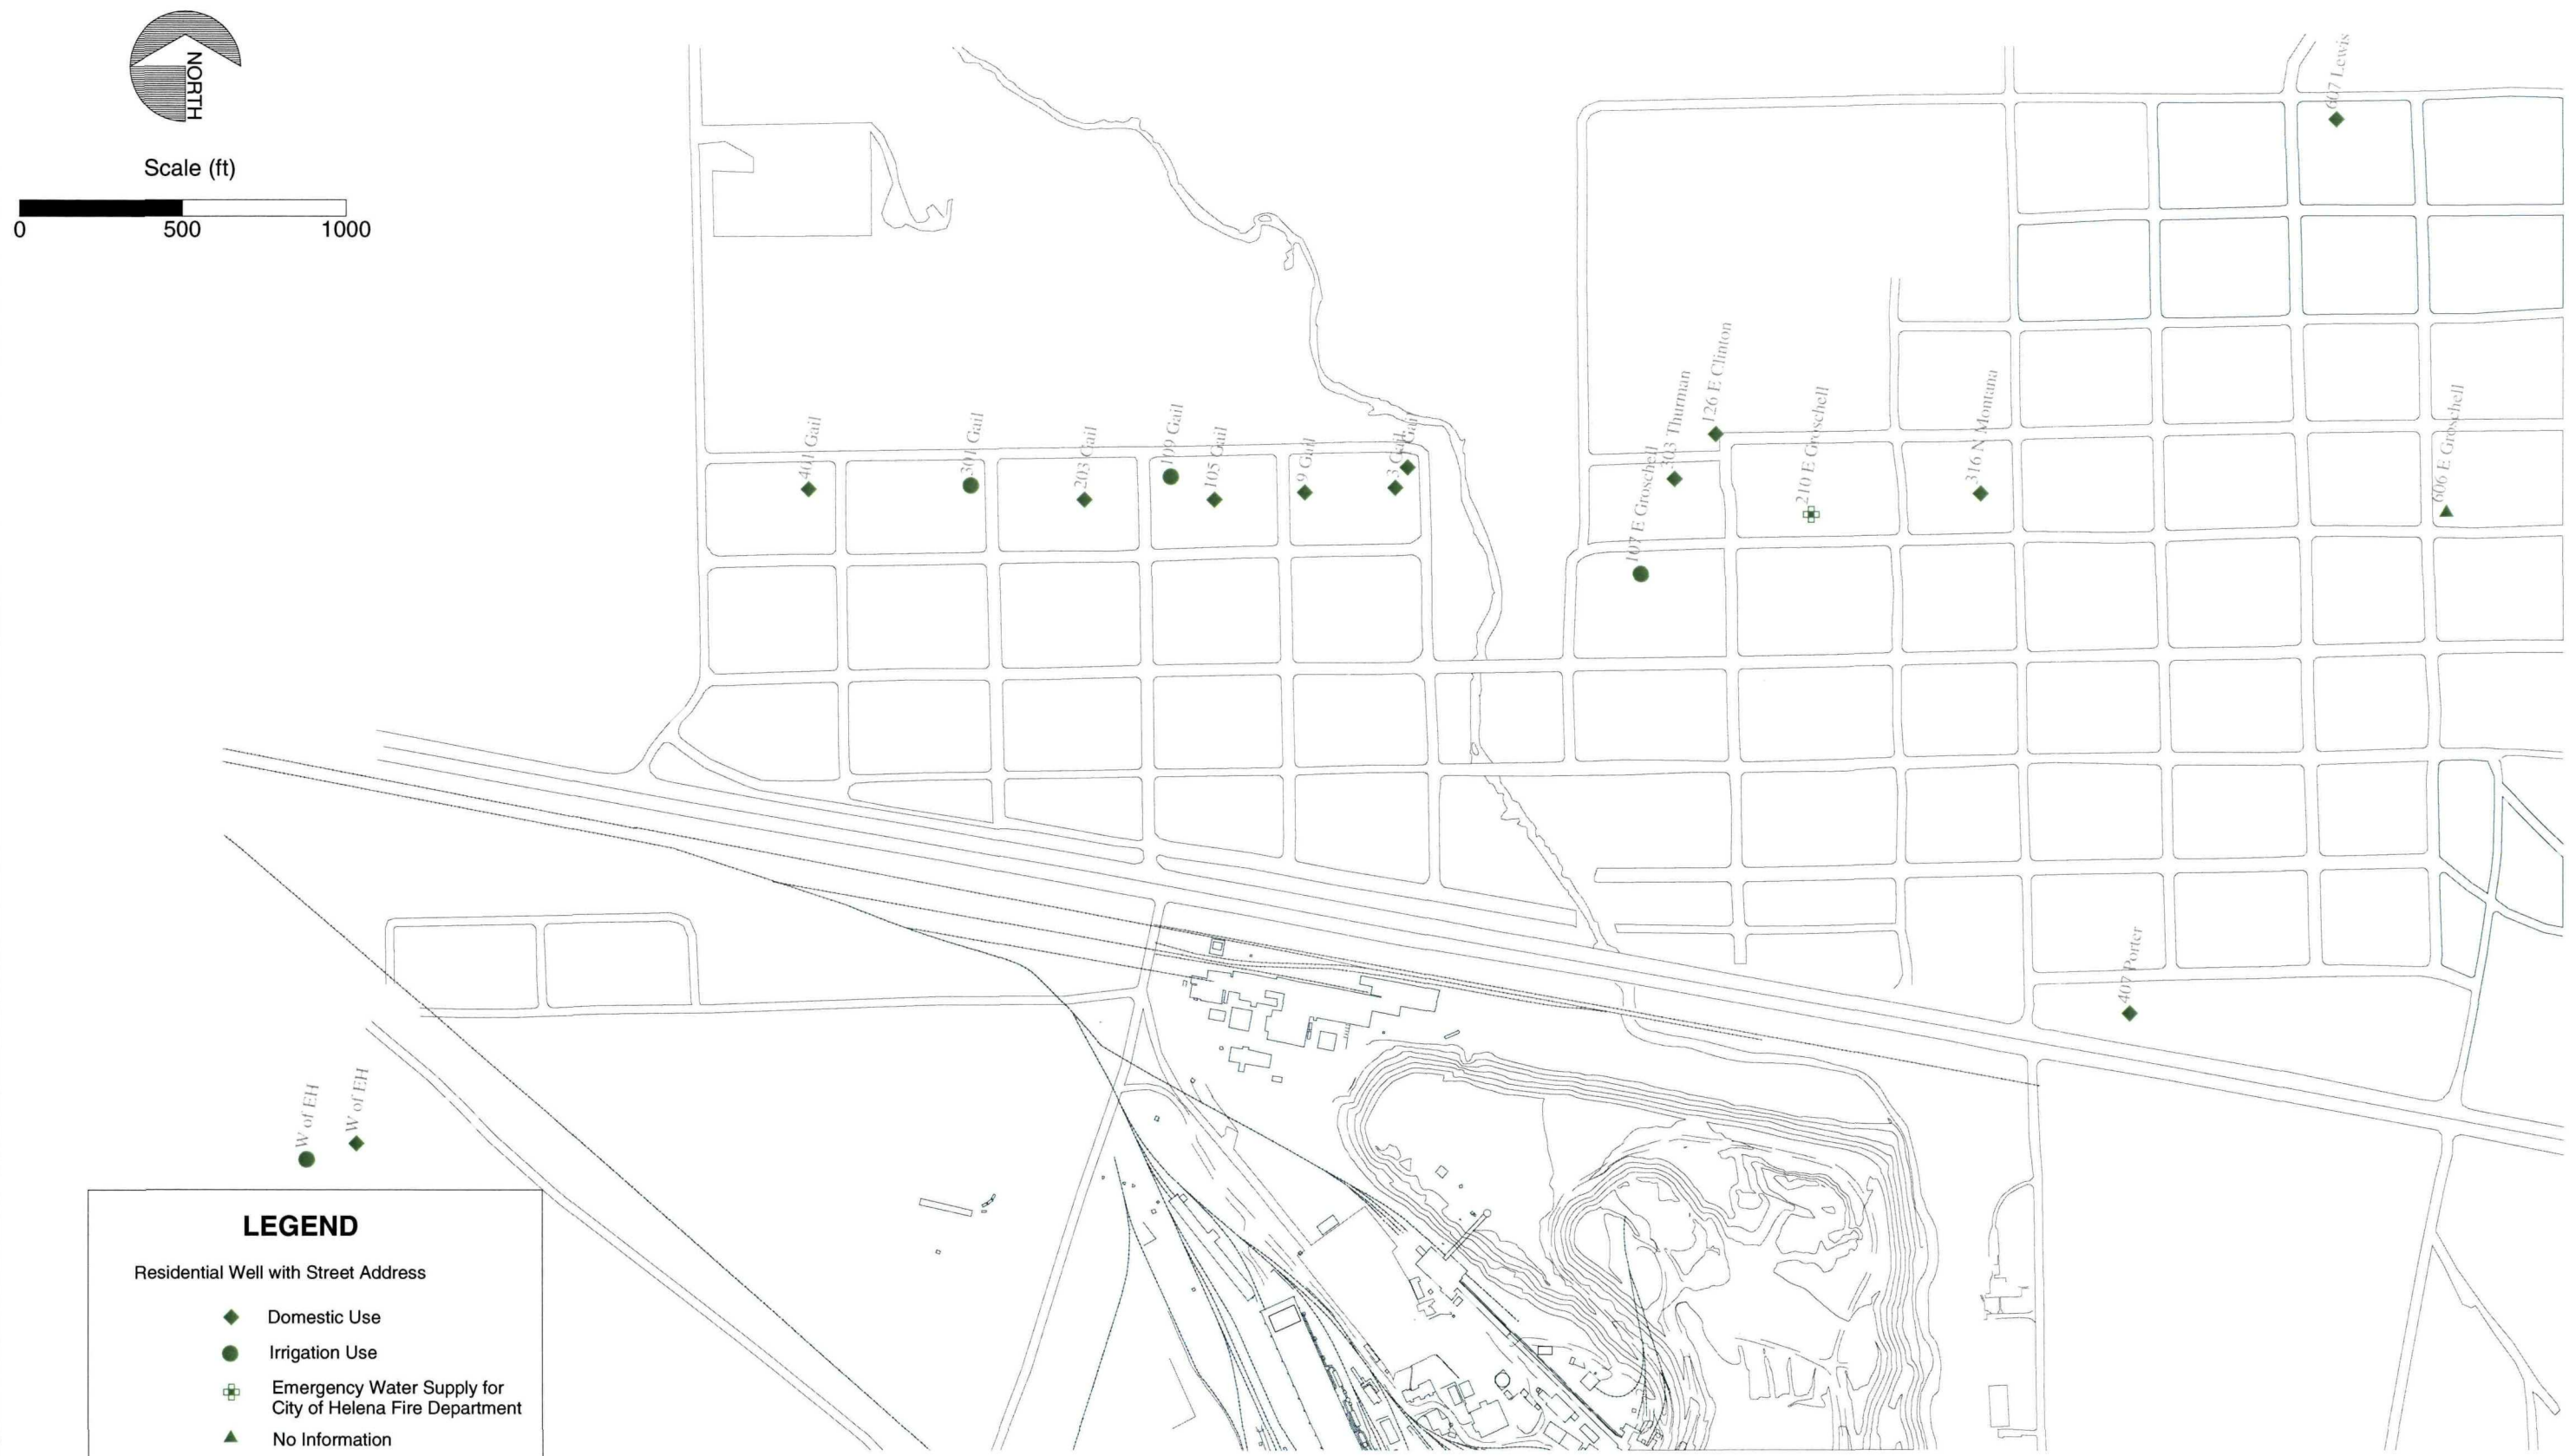 NORTH
Scale (ft)
0 500 1000
607 Lewis
126 E Clinton
303 Thurman
107 E Groschell
210 E Groschell
316 N Montana
606 E Groschell
401 Gail
301 Gail
203 Gail
109 Gail
105 Gail
9 Gail
3 Gail
Gail
407 Porter
W of EH
W of EH
LEGEND
Residential Well with Street Address
Domestic Use
Irrigation Use
Emergency Water Supply for
City of Helena Fire Department
No Information